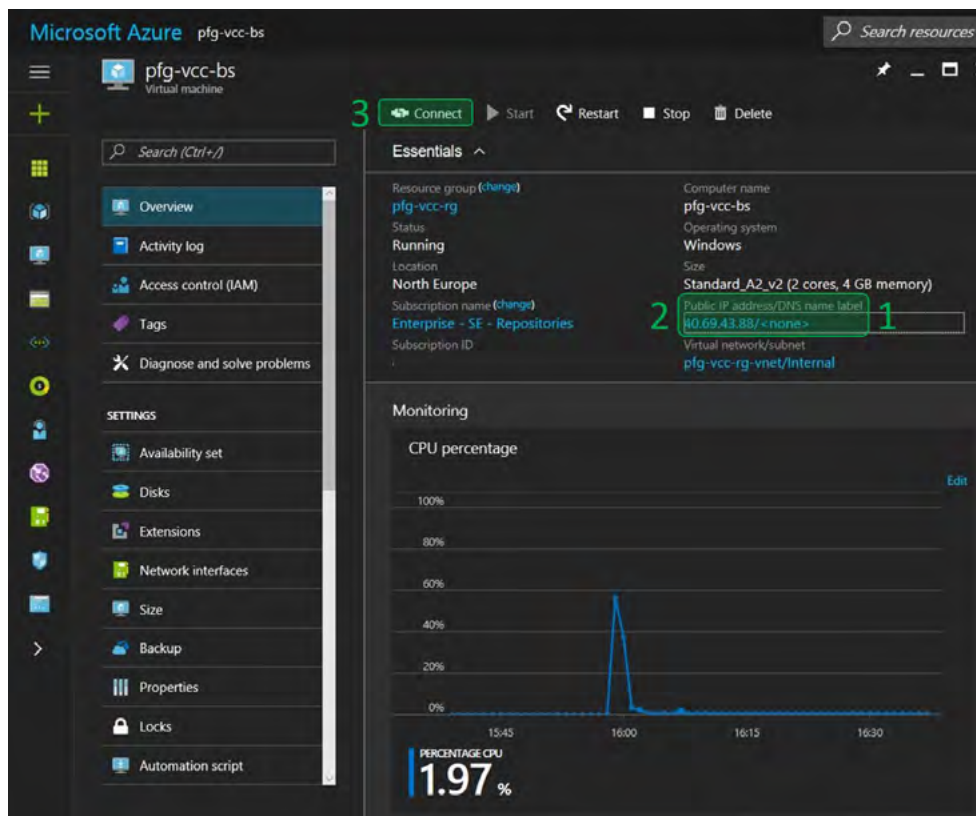 Microsoft Azure pfg-vcc-bs
Search resources
pfg-vcc-bs
Virtual machine
3 Connect Start Restart Stop Delete
Search (Ctrl+/)
Overview
Activity log
Access control (IAM)
Tags
Diagnose and solve problems
SETTINGS
Availability set
Disks
Extensions
Network interfaces
Size
Backup
Properties
Locks
Automation script
Essentials
Resource group (change)
pfg-vcc-rg
Status
Running
Location
North Europe
Subscription name (change)
Enterprise - SE - Repositories
Subscription ID
Computer name
pfg-vcc-bs
Operating system
Windows
Size
Standard_A2_v2 (2 cores, 4 GB memory)
Public IP address/DNS name label
2 40.69.43.88/<none> 1
Virtual network/subnet
pfg-vcc-rg-vnet/Internal
Monitoring
CPU percentage
Edit
100%
80%
60%
40%
20%
0%
15:45 16:00 16:15 16:30
PERCENTAGE CPU
1.97 %